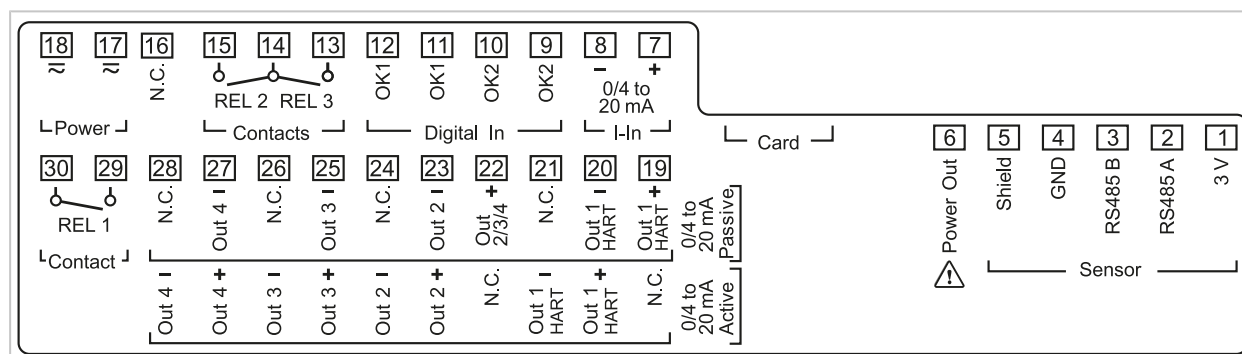 18 17 16 15 14 13 12 11 10 9 8 7
≂ ≂ N.C. OK1 OK1 OK2 OK2 − +
REL 2 REL 3
0/4 to
20 mA
Power Contacts Digital In I-In Card
6 5 4 3 2 1
Power Out Shield GND RS485 B RS485 A 3 V
Sensor
30 29 28 27 26 25 24 23 22 21 20 19
REL 1
Contact
N.C. Out 4 − N.C. Out 3 − N.C. Out 2 − Out 2/3/4 + N.C. Out 1 HART − Out 1 HART +
0/4 to
20 mA
Passive
Out 4 − Out 4 + Out 3 − Out 3 + Out 2 − Out 2 + N.C. Out 1 HART − Out 1 HART + N.C.
0/4 to
20 mA
Active